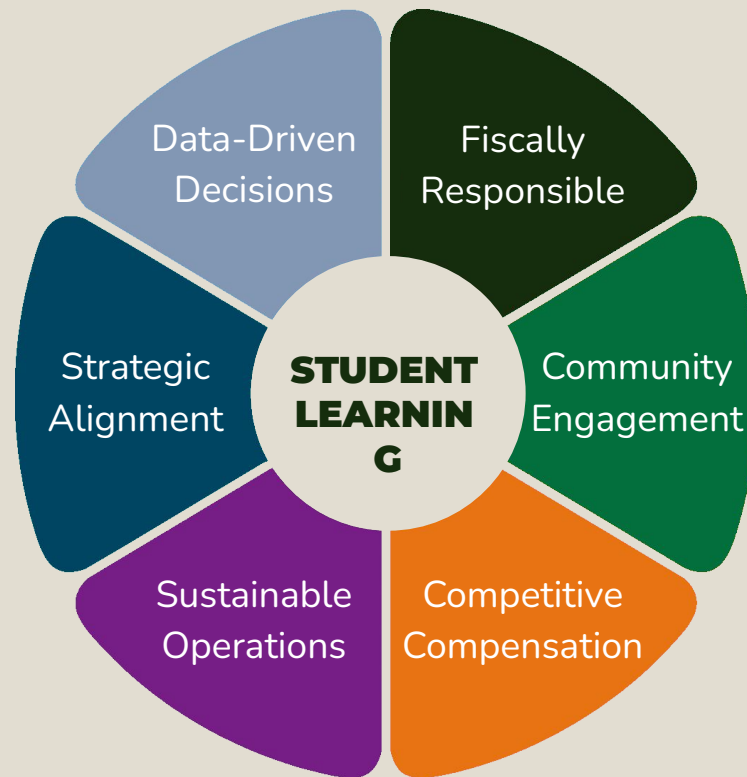 Data-Driven
Decisions
Fiscally
Responsible
Strategic
Alignment
STUDENT
LEARNIN
G
Community
Engagement
Sustainable
Operations
Competitive
Compensation